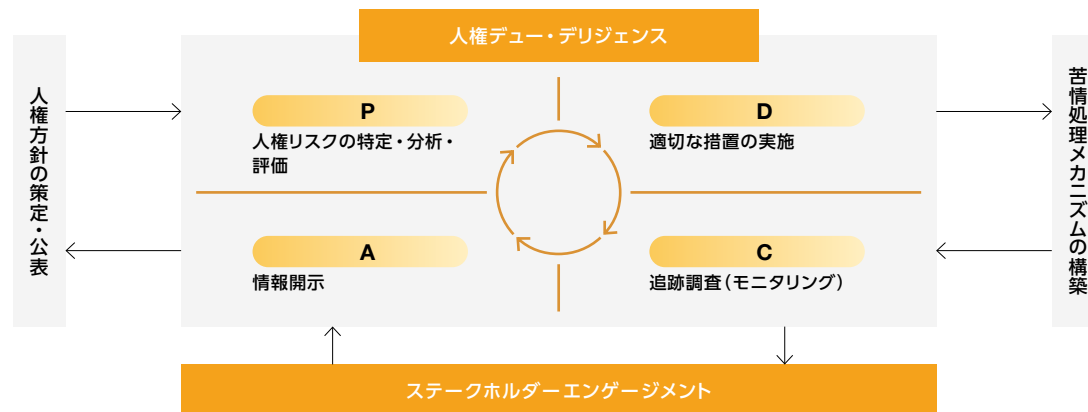 人権デュー・デリジェンス
人権方針の策定・公表
P
人権リスクの特定・分析・
評価
D
適切な措置の実施
A
情報開示
C
追跡調査（モニタリング）
苦情処理メカニズムの構築
ステークホルダーエンゲージメント